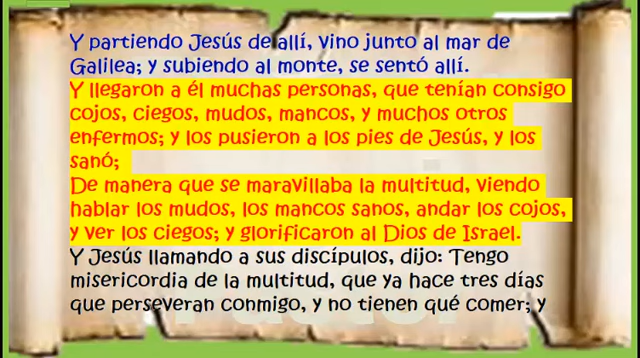 Y partiendo Jesús de allí, vino junto al mar de
Galilea; y subiendo al monte, se sentó allí.
Y llegaron a él muchas personas, que tenían consigo
cojos, ciegos, mudos, mancos, y muchos otros
enfermos; y los pusieron a los pies de Jesús, y los
sanó;
De manera que se maravillaba la multitud, viendo
hablar los mudos, los mancos sanos, andar los cojos,
y ver los ciegos; y glorificaron al Dios de Israel.
Y Jesús llamando a sus discípulos, dijo: Tengo
misericordia de la multitud, que ya hace tres días
que perseveran conmigo, y no tienen qué comer; y